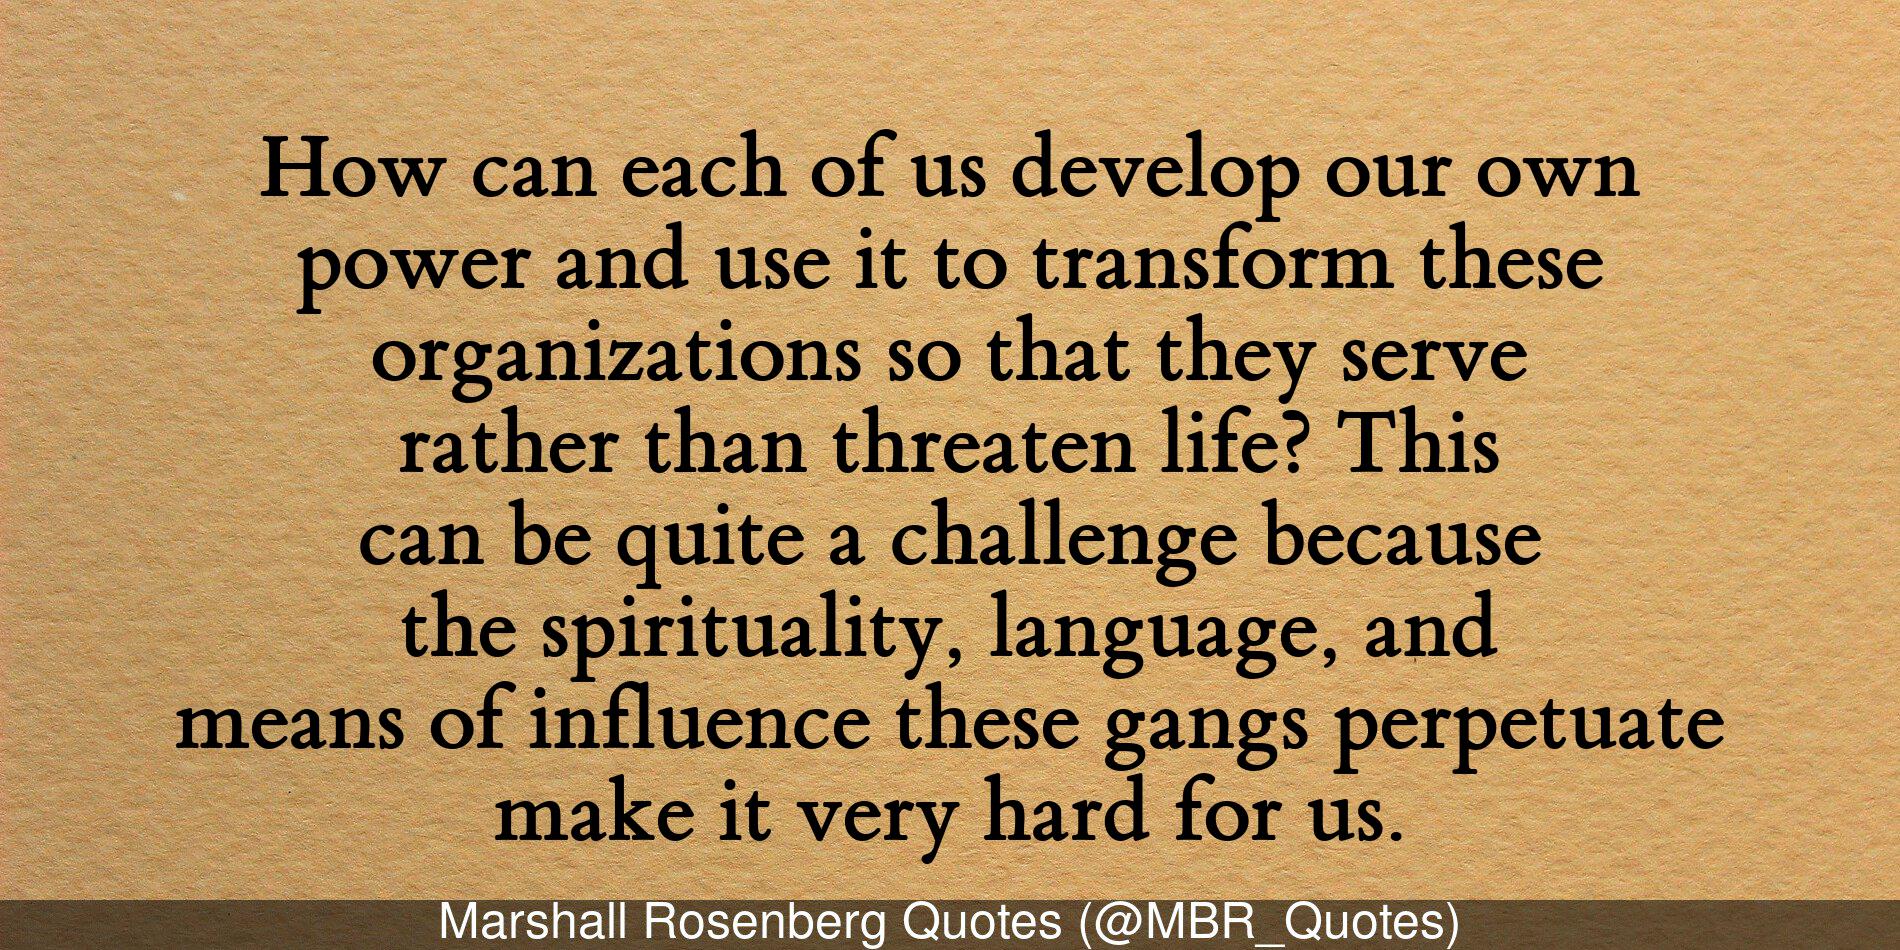 How can each of us develop our own
power and use it to transform these
organizations so that they serve
rather than threaten life? This
can be quite a challenge because
the spirituality, language, and
means of influence these gangs perpetuate
make it very hard for us.
Marshall Rosenberg Quotes (@MBR_Quotes)